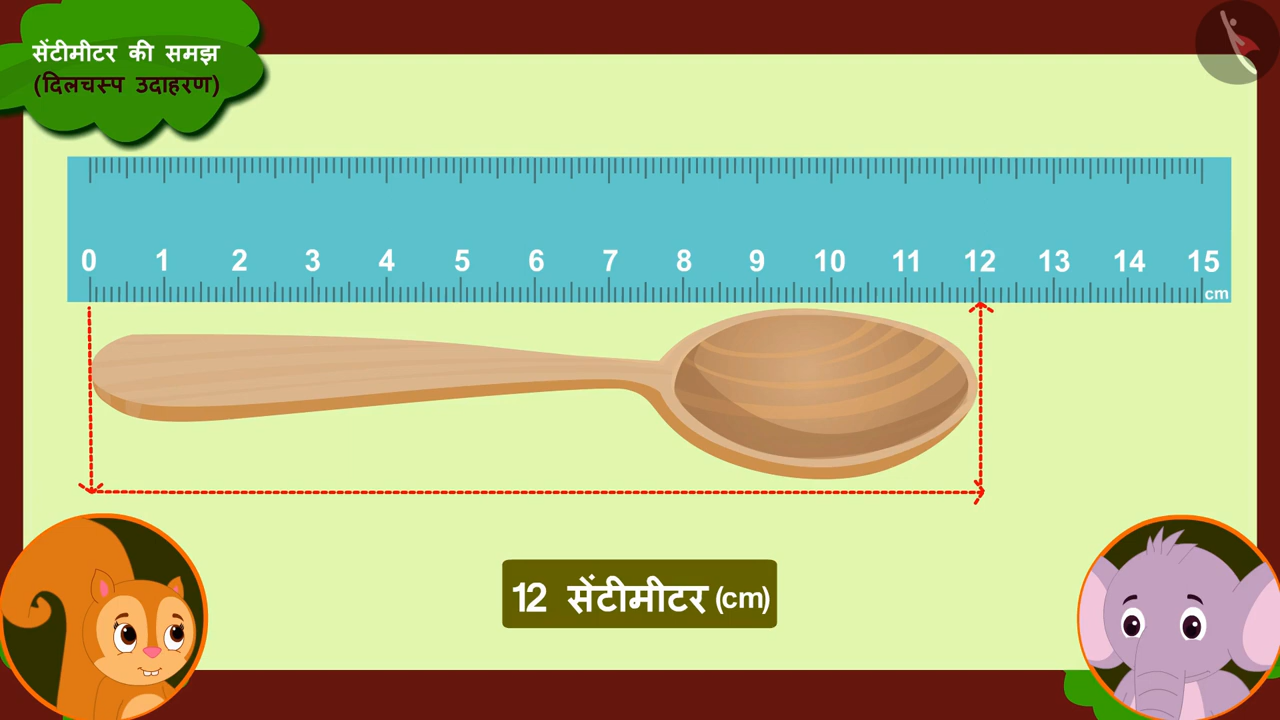 सेंटीमीटर की समझ
(दिलचस्प उदाहरण)
0 1 2 3 4 5 6 7 8 9 10 11 12 13 14 15
cm
12 सेंटीमीटर (cm)